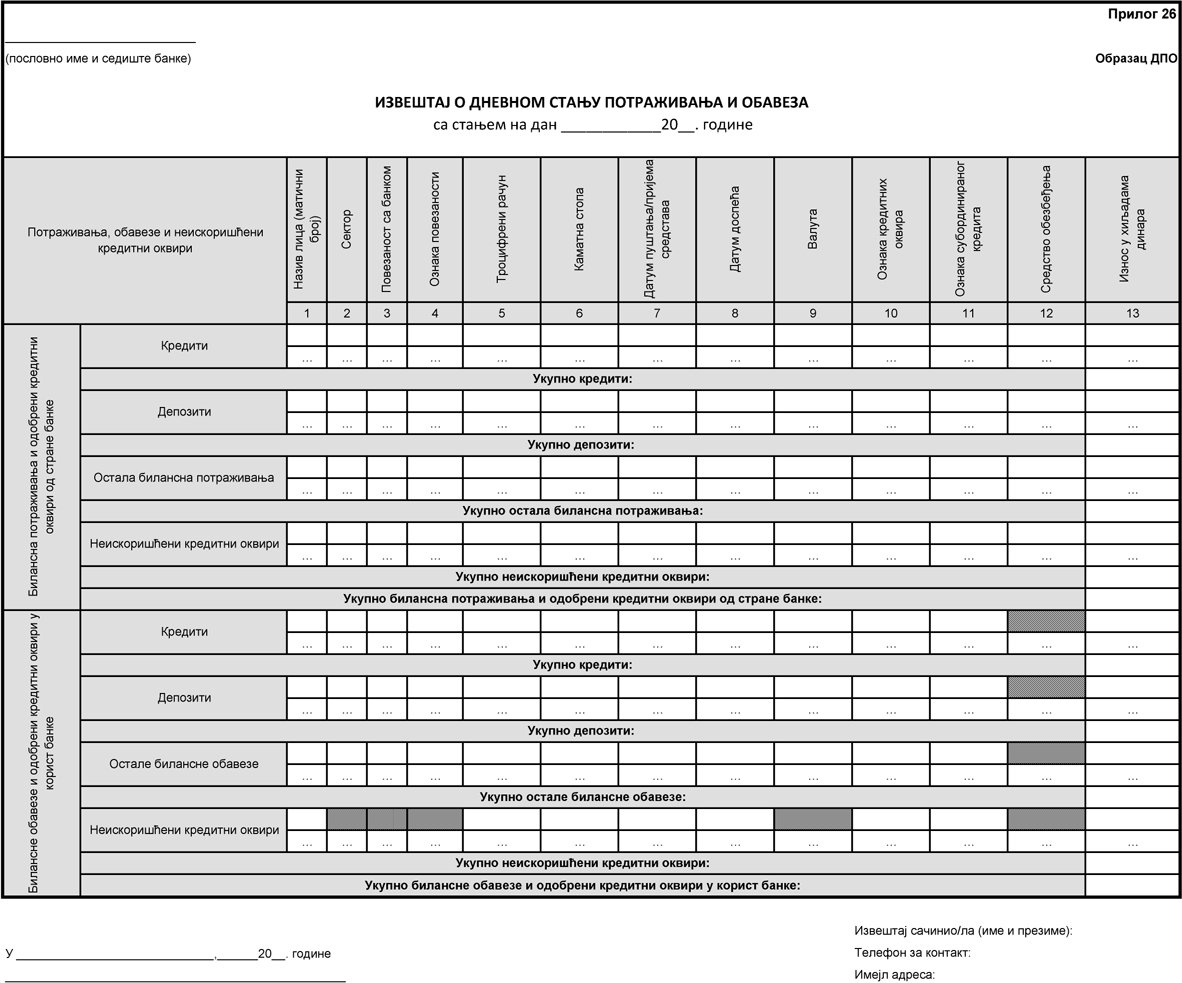 Прилог 26
(пословно име и седиште банке)
Образац ДПО
ИЗВЕШТАЈ О ДНЕВНОМ СТАЊУ ПОТРАЖИВАЊА И ОБАВЕЗА
са стањем на дан ____________20__. године
Потраживања, обавезе и неискоришћени
кредитни оквири
Назив лица (матични
број)
Сектор
Повезаност са банком
Ознака повезаности
Троцифрени рачун
Каматна стопа
Датум пуштања/пријема
средстава
Датум доспећа
Валута
Ознака кредитних
оквира
Ознака субординираног
кредита
Средство обезбеђења
Износ у хиљадама
динара
1 2 3 4 5 6 7 8 9 10 11 12 13
Билансна потраживања и одобрени кредитни
оквири од стране банке
Кредити
... ... ... ... ... ... ... ... ... ... ... ... ...
Укупно кредити:
Депозити
... ... ... ... ... ... ... ... ... ... ... ... ...
Укупно депозити:
Остала билансна потраживања
... ... ... ... ... ... ... ... ... ... ... ... ...
Укупно остала билансна потраживања:
Неискоришћени кредитни оквири
... ... ... ... ... ... ... ... ... ... ... ... ...
Укупно неискоришћени кредитни оквири:
Укупно билансна потраживања и одобрени кредитни оквири од стране банке:
Билансне обавезе и одобрени кредитни оквири у
корист банке
Кредити
... ... ... ... ... ... ... ... ... ... ... ... ...
Укупно кредити:
Депозити
... ... ... ... ... ... ... ... ... ... ... ... ...
Укупно депозити:
Остале билансне обавезе
... ... ... ... ... ... ... ... ... ... ... ... ...
Укупно остале билансне обавезе:
Неискоришћени кредитни оквири
... ... ... ... ... ... ... ... ... ... ... ... ...
Укупно неискоришћени кредитни оквири:
Укупно билансне обавезе и одобрени кредитни оквири у корист банке:
Извештај сачинио/ла (име и презиме):
У ____________________________,______20__. године
Телефон за контакт:
Имејл адреса: